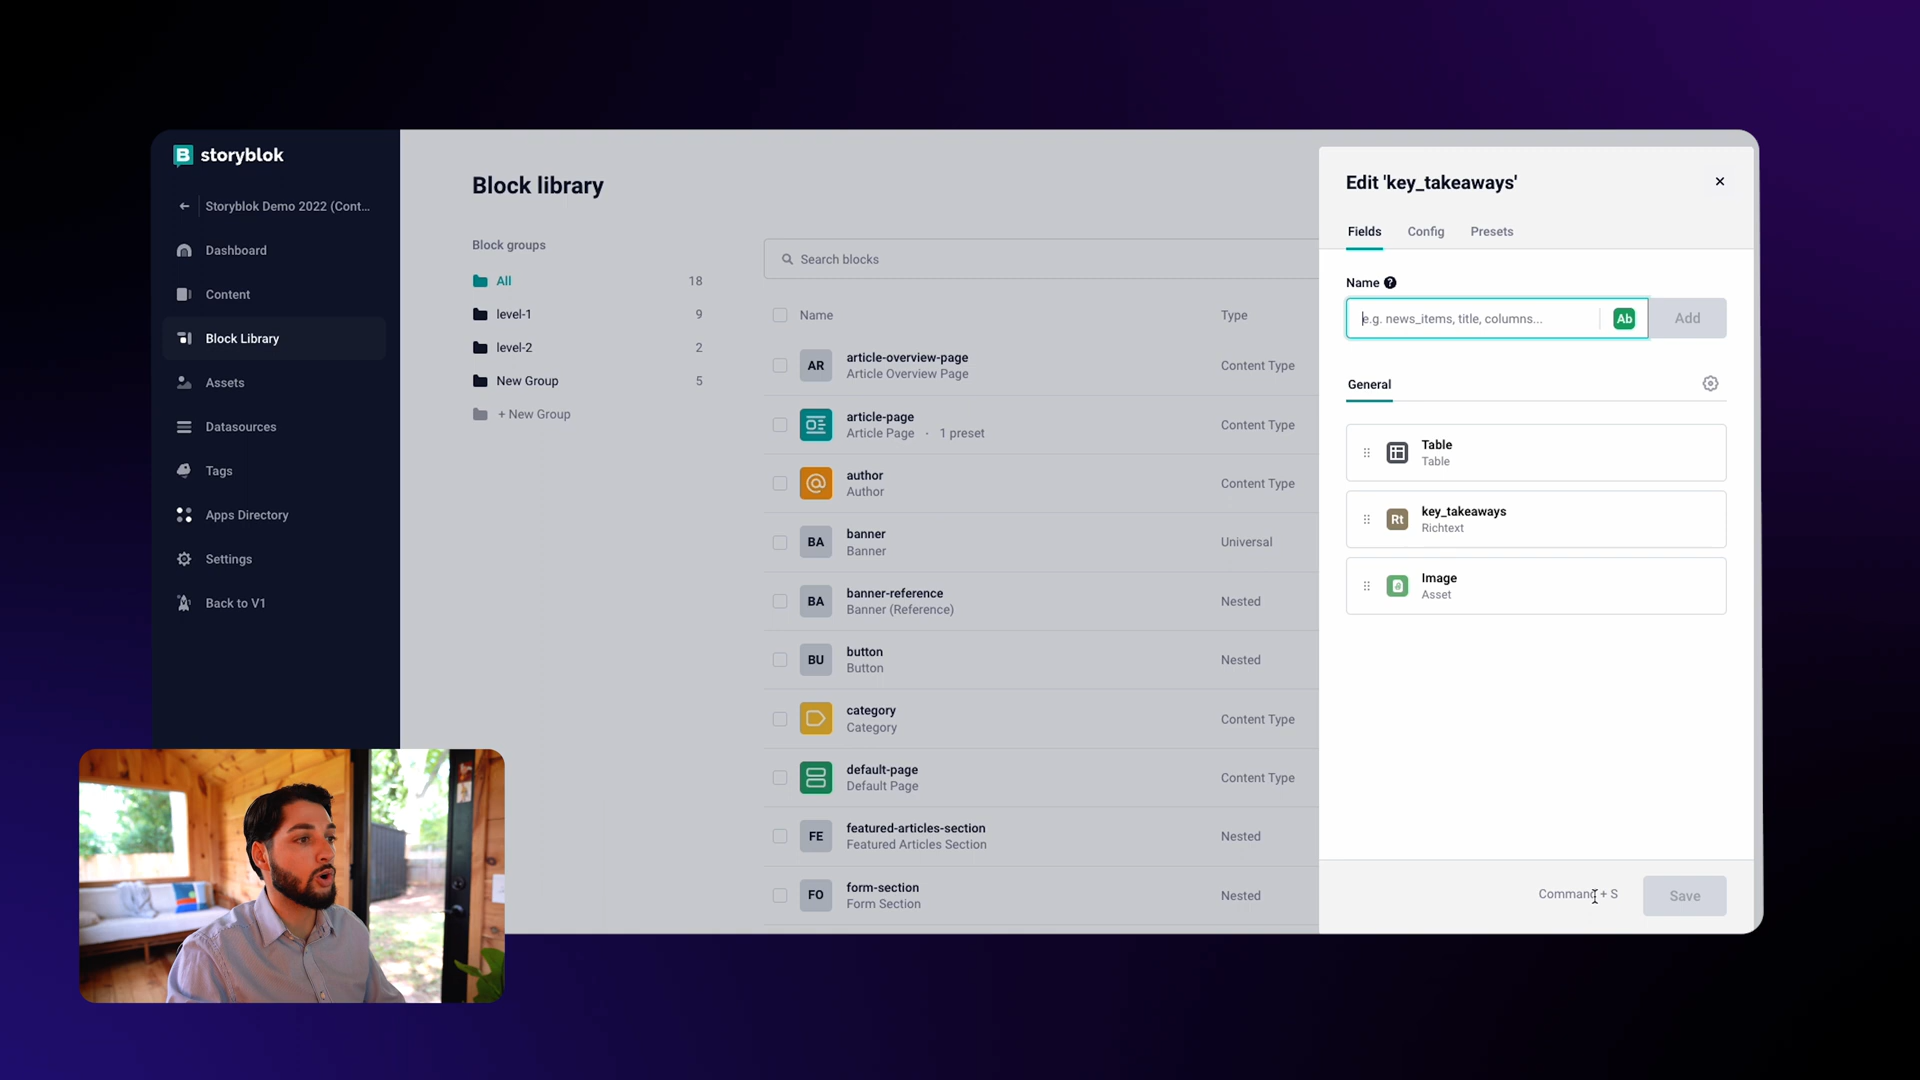 storyblok
Storyblok Demo 2022 (Cont...
Dashboard
Content
Block Library
Assets
Datasources
Tags
Apps Directory
Settings
Back to V1
Block library
Block groups
All 18
level-1 9
level-2 2
New Group 5
+ New Group
Search blocks
Name Type
AR article-overview-page Content Type
Article Overview Page
article-page Content Type
Article Page · 1 preset
author Content Type
Author
BA banner Universal
Banner
BA banner-reference Nested
Banner (Reference)
BU button Nested
Button
category Content Type
Category
default-page Content Type
Default Page
FE featured-articles-section Nested
Featured Articles Section
FO form-section Nested
Form Section
Edit 'key_takeaways'
Fields Config Presets
Name ?
e.g. news_items, title, columns... Ab Add
General
Table
Table
Rt key_takeaways
Richtext
Image
Asset
Command + S Save